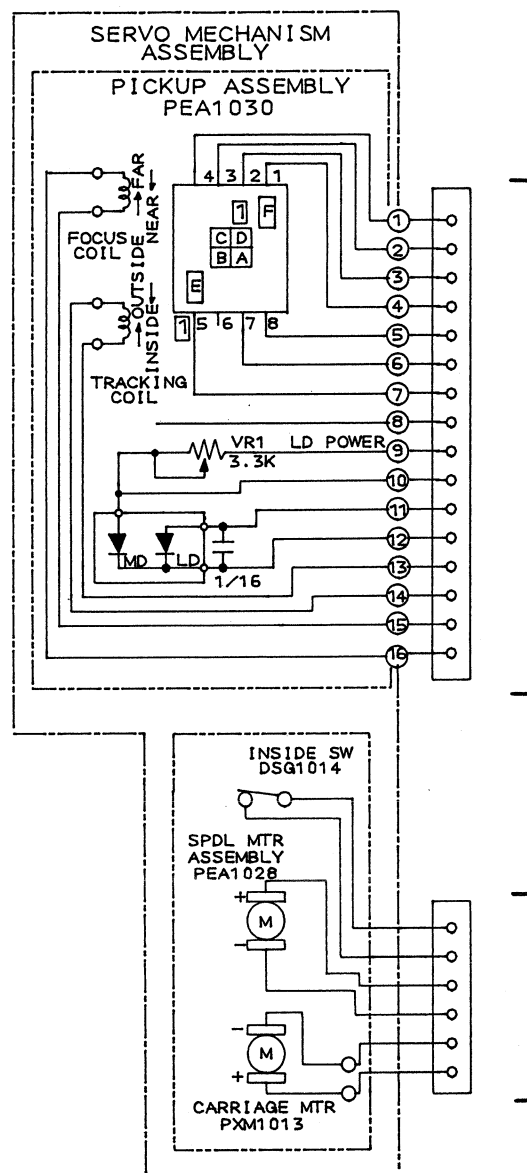 SERVO MECHANISM
ASSEMBLY
PICKUP ASSEMBLY
PEA1030
4 3 2 1
FAR
NEAR
FOCUS
COIL
1 F
C D
B A
E
1 5 6 7 8
OUTSIDE
INSIDE
TRACKING
COIL
VR1 LD POWER
3.3K
MD LD
1/16
1
2
3
4
5
6
7
8
9
10
11
12
13
14
15
16
INSIDE SW
DSG1014
SPDL MTR
ASSEMBLY
PEA1028
+
M
-
-
M
+
CARRIAGE MTR
PXM1013